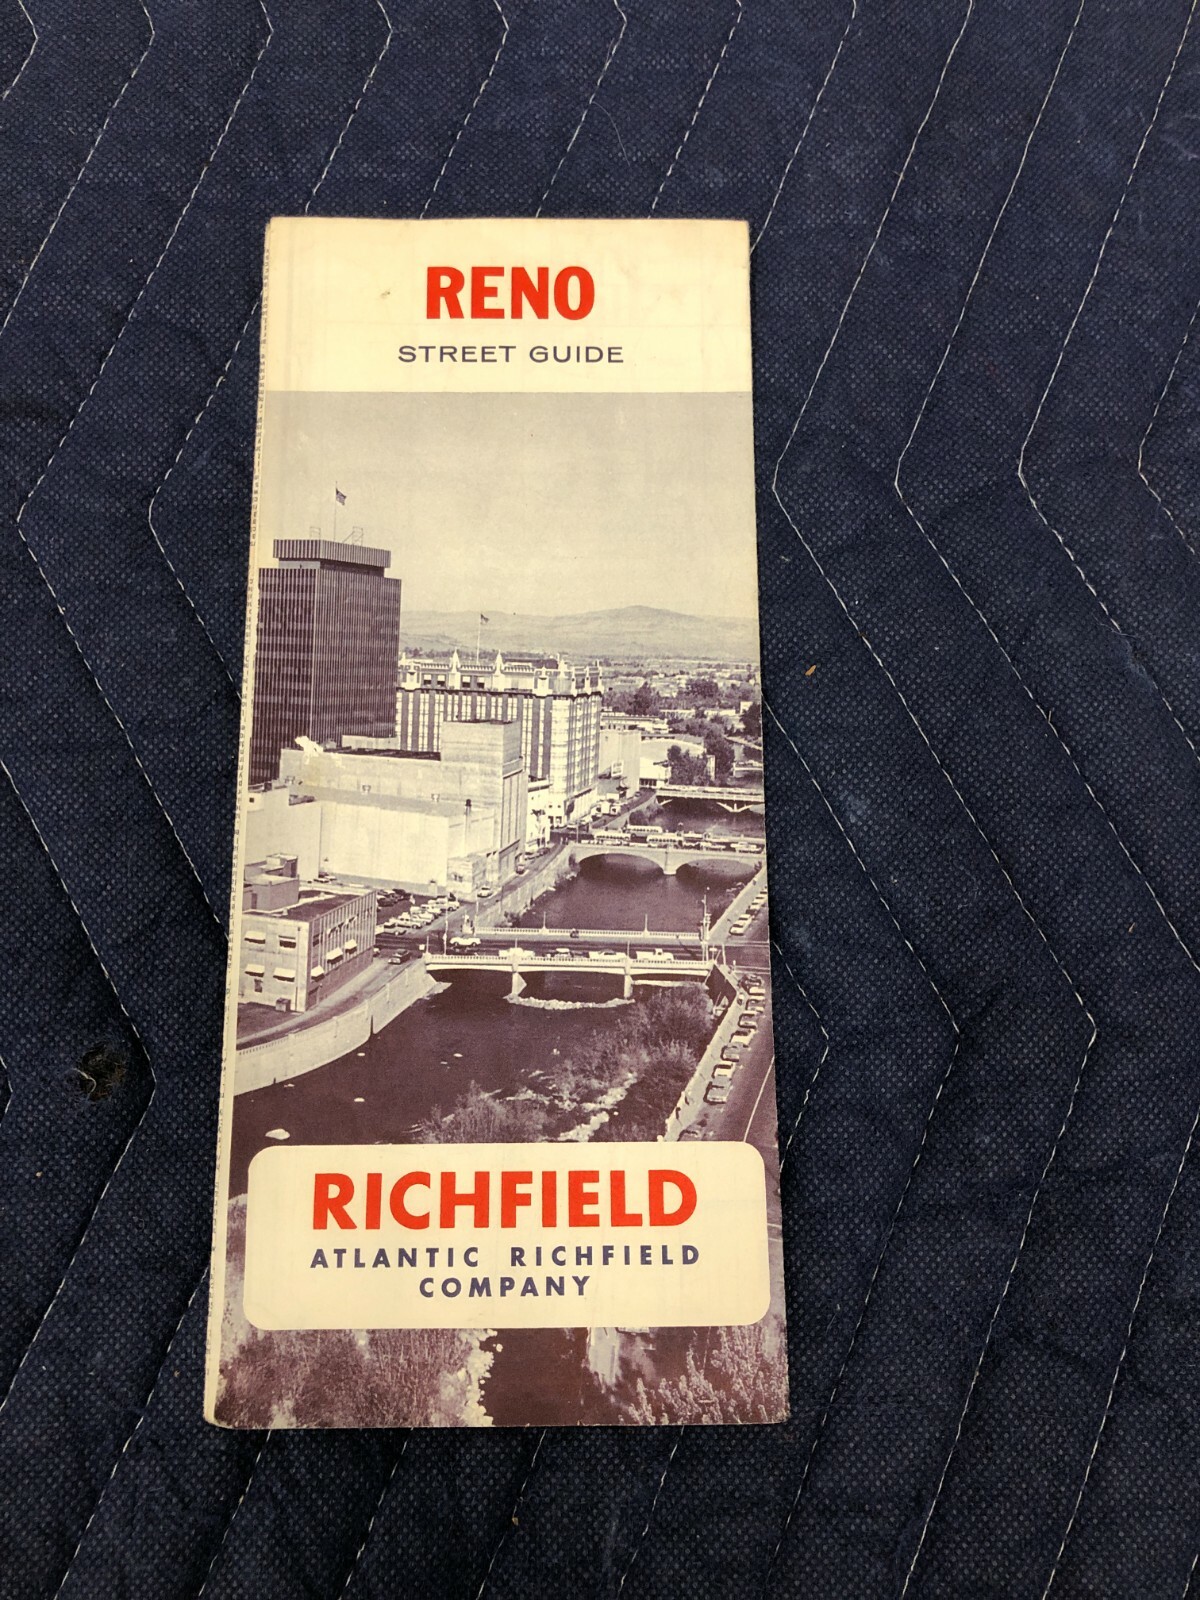 RENO
STREET GUIDE
RICHFIELD
ATLANTIC RICHFIELD
COMPANY